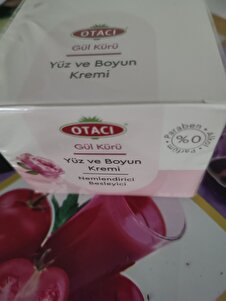 OTACI
Gül Kürü
Yüz ve Boyun
Kremi
OTACI
Gül Kürü
Yüz ve Boyun
Kremi
Nemlendirici
Besleyici
Paraben
%0